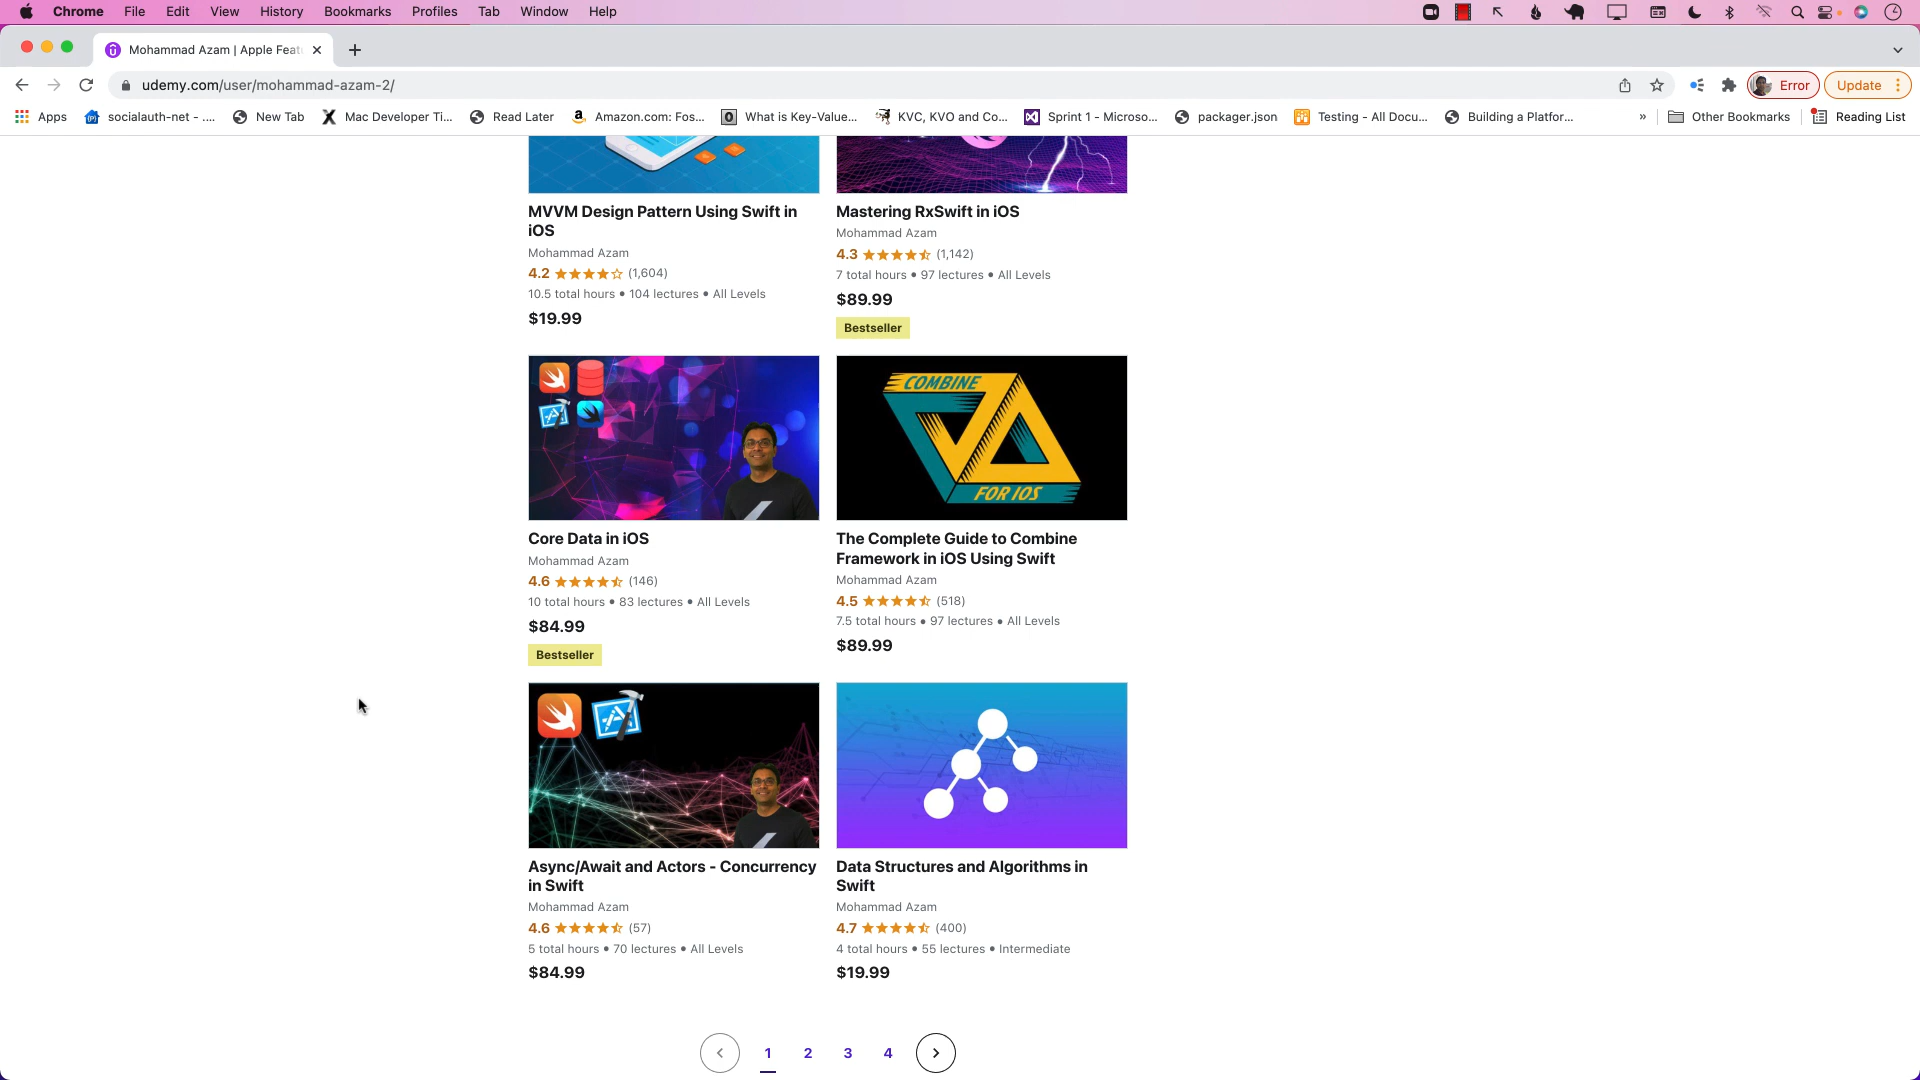 Chrome File Edit View History Bookmarks Profiles Tab Window Help
Mohammad Azam | Apple Feat
udemy.com/user/mohammad-azam-2/
Error
Update
Apps
socialauth-net - ....
New Tab
Mac Developer Ti...
Read Later
Amazon.com: Fos...
What is Key-Value...
KVC, KVO and Co...
Sprint 1 - Microso...
packager.json
Testing - All Docu...
Building a Platfor...
»
Other Bookmarks
Reading List
MVVM Design Pattern Using Swift in
iOS
Mohammad Azam
4.2 (1,604)
10.5 total hours • 104 lectures • All Levels
$19.99
Mastering RxSwift in iOS
Mohammad Azam
4.3 (1,142)
7 total hours • 97 lectures • All Levels
$89.99
Bestseller
Core Data in iOS
Mohammad Azam
4.6 (146)
10 total hours • 83 lectures • All Levels
$84.99
Bestseller
COMBINE
FOR IOS
The Complete Guide to Combine
Framework in iOS Using Swift
Mohammad Azam
4.5 (518)
7.5 total hours • 97 lectures • All Levels
$89.99
Async/Await and Actors - Concurrency
in Swift
Mohammad Azam
4.6 (57)
5 total hours • 70 lectures • All Levels
$84.99
Data Structures and Algorithms in
Swift
Mohammad Azam
4.7 (400)
4 total hours • 55 lectures • Intermediate
$19.99
1 2 3 4